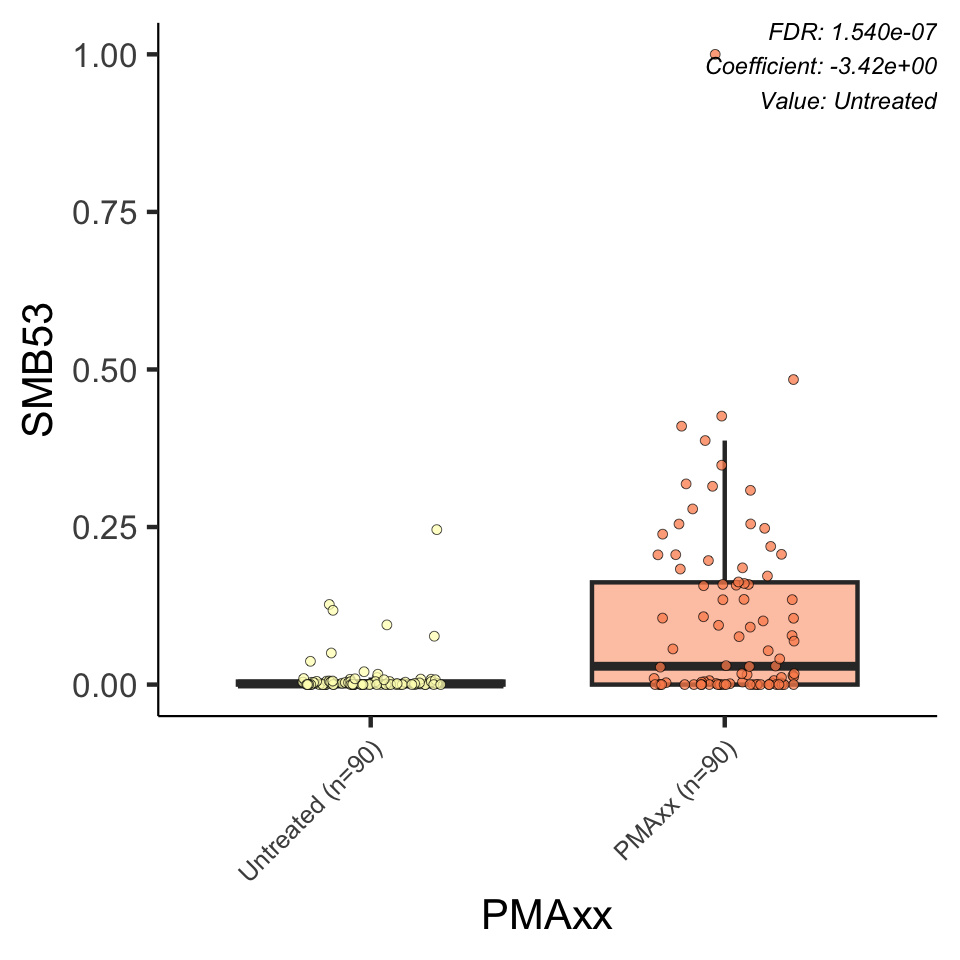 FDR: 1.540e-07
Coefficient: -3.42e+00
Value: Untreated
1.00
0.75
0.50
0.25
0.00
SMB53
Untreated (n=90)
PMAxx (n=90)
PMAxx